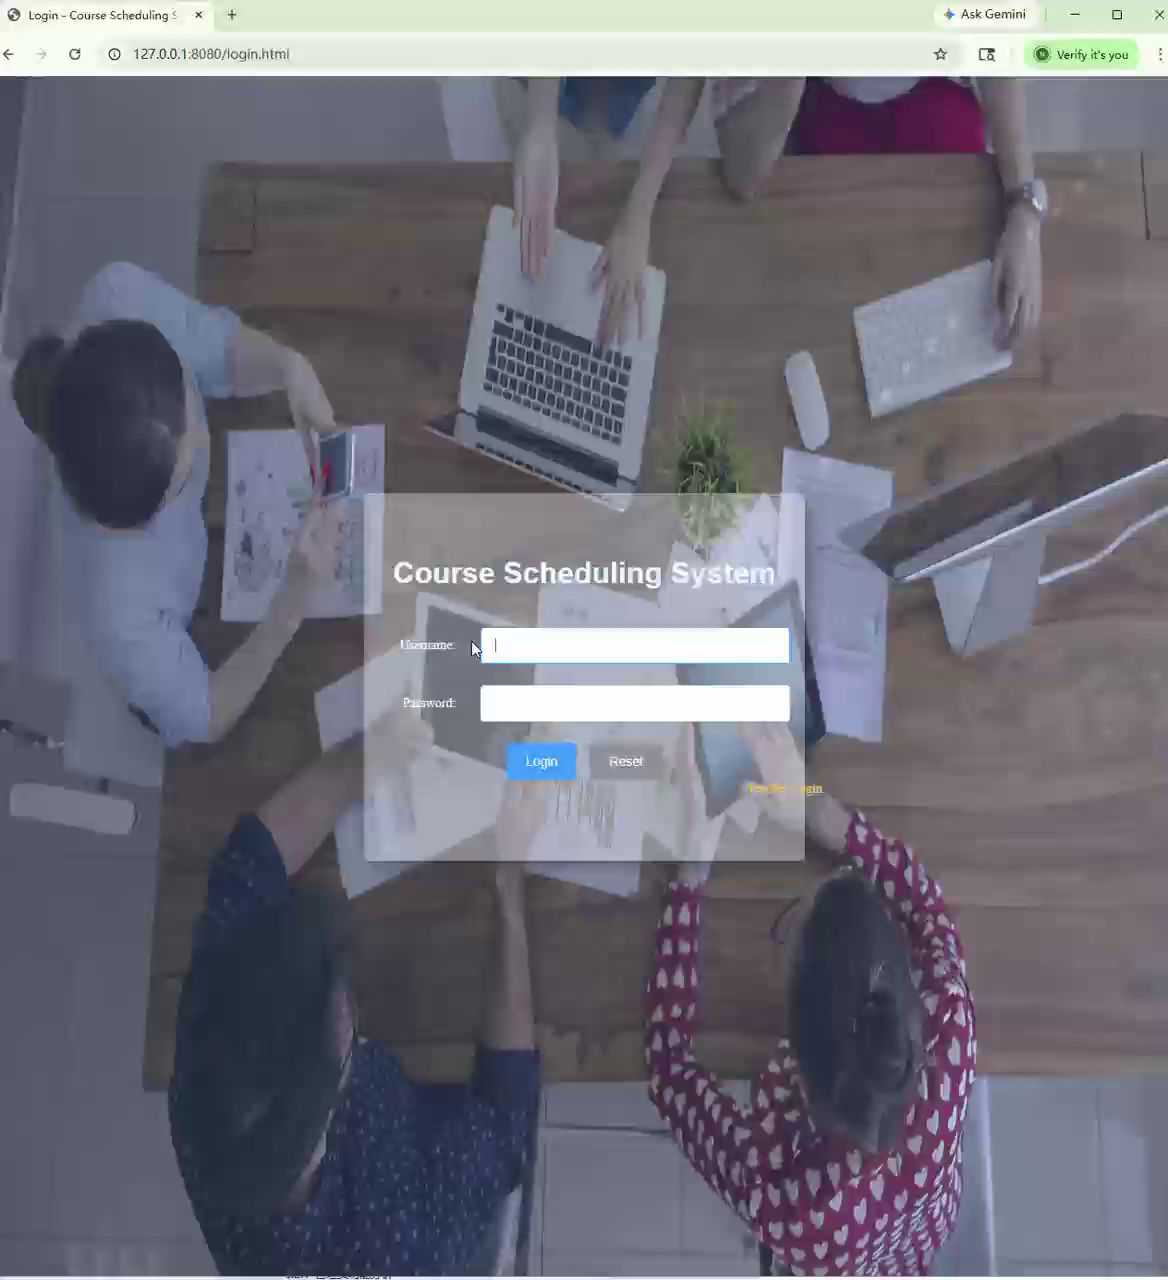 Login - Course Scheduling S
Ask Gemini
127.0.0.1:8080/login.html
Verify it's you
Course Scheduling System
Username:
Password:
Login
Reset
Login